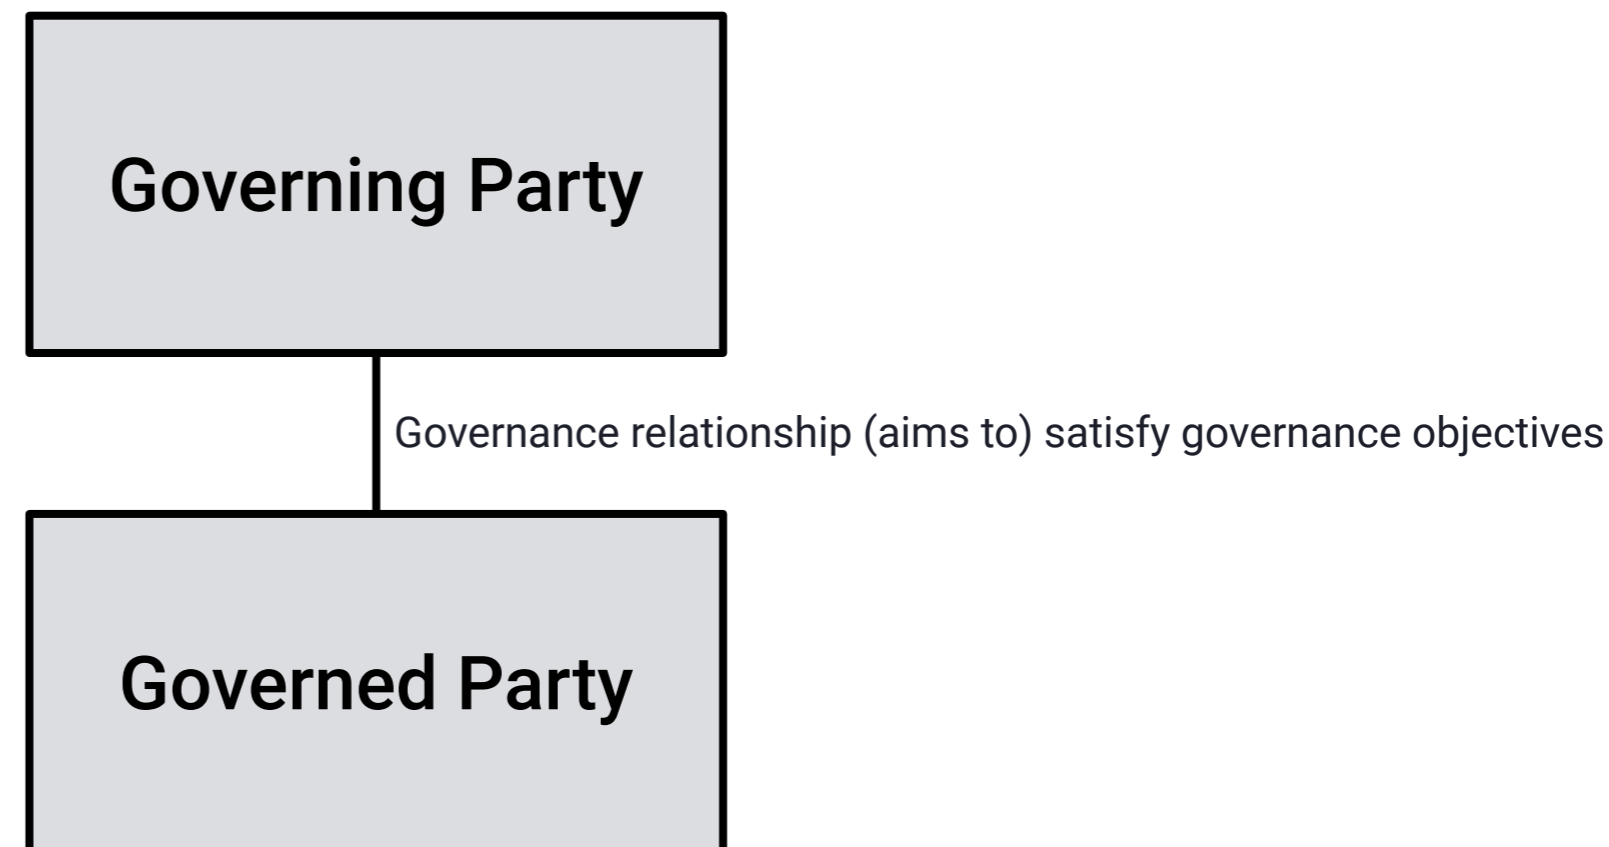 Governing Party
Governance relationship (aims to) satisfy governance objectives
Governed Party